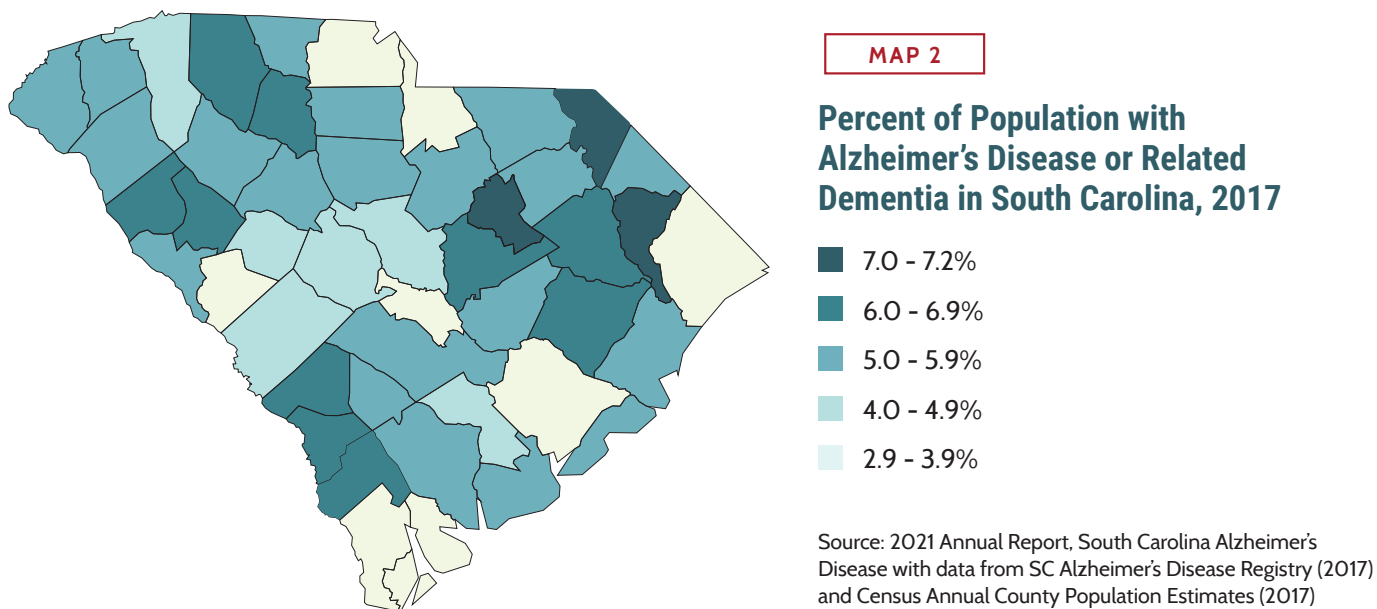 MAP 2
Percent of Population with
Alzheimer's Disease or Related
Dementia in South Carolina, 2017
7.0 - 7.2%
6.0 - 6.9%
5.0 - 5.9%
4.0 - 4.9%
2.9 - 3.9%
Source: 2021 Annual Report, South Carolina Alzheimer's
Disease with data from SC Alzheimer's Disease Registry (2017)
and Census Annual County Population Estimates (2017)